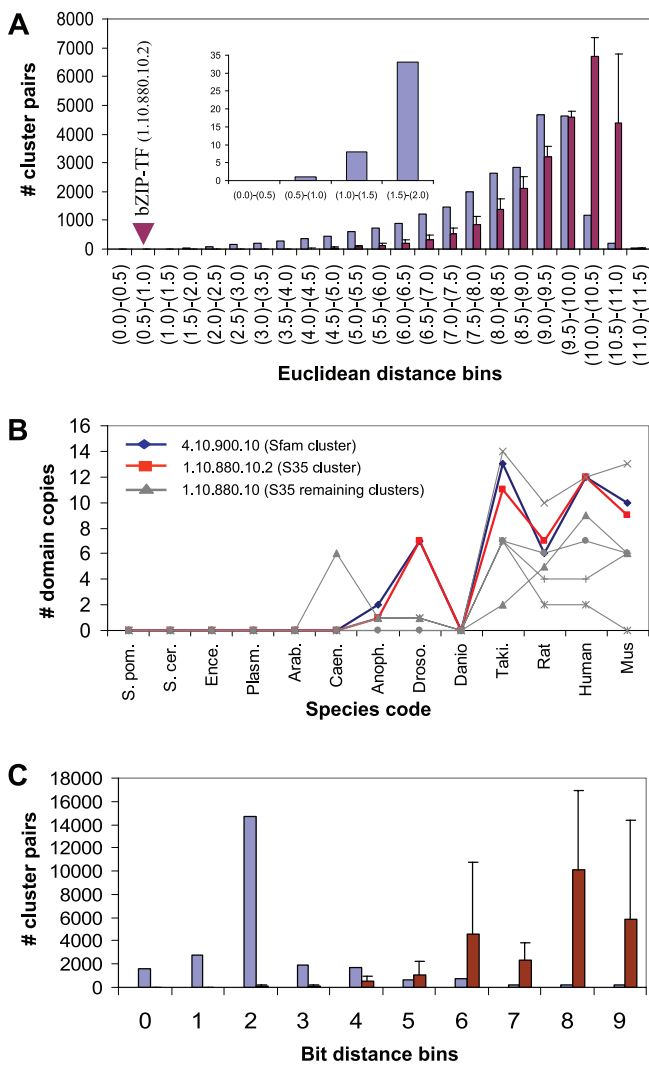 A
# cluster pairs
8000
7000
6000
5000
4000
3000
2000
1000
0
bZIP-TF (1.10.880.10.2)
35
30
25
20
15
10
5
0
(0.0)-(0.5)
(0.5)-(1.0)
(1.0)-(1.5)
(1.5)-(2.0)
(0.0)-(0.5)
(0.5)-(1.0)
(1.0)-(1.5)
(1.5)-(2.0)
(2.0)-(2.5)
(2.5)-(3.0)
(3.0)-(3.5)
(3.5)-(4.0)
(4.0)-(4.5)
(4.5)-(5.0)
(5.0)-(5.5)
(5.5)-(6.0)
(6.0)-(6.5)
(6.5)-(7.0)
(7.0)-(7.5)
(7.5)-(8.0)
(8.0)-(8.5)
(8.5)-(9.0)
(9.0)-(9.5)
(9.5)-(10.0)
(10.0)-(10.5)
(10.5)-(11.0)
(11.0)-(11.5)
Euclidean distance bins
B
# domain copies
16
14
12
10
8
6
4
2
0
4.10.900.10 (Sfam cluster)
1.10.880.10.2 (S35 cluster)
1.10.880.10 (S35 remaining clusters)
S. pom.
S. cer.
Ence.
Plasm.
Arab.
Caen.
Anoph.
Droso.
Danio
Taki.
Rat
Human
Mus
Species code
C
# cluster pairs
18000
16000
14000
12000
10000
8000
6000
4000
2000
0
0 1 2 3 4 5 6 7 8 9
Bit distance bins